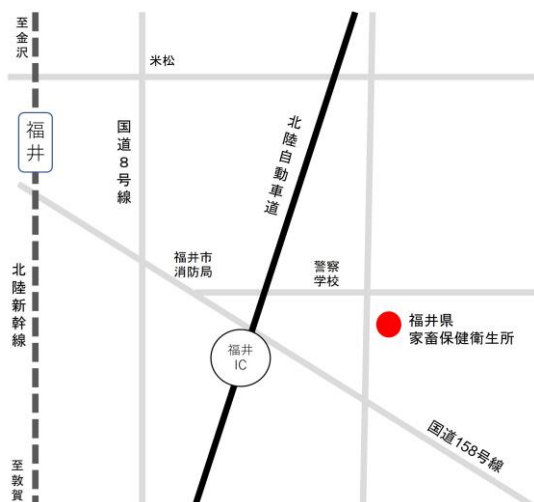 至金沢
米松
福井
国道8号線
北陸自動車道
福井市
消防局
警察
学校
北陸新幹線
福井県
家畜保健衛生所
福井
IC
国道158号線
至敦賀